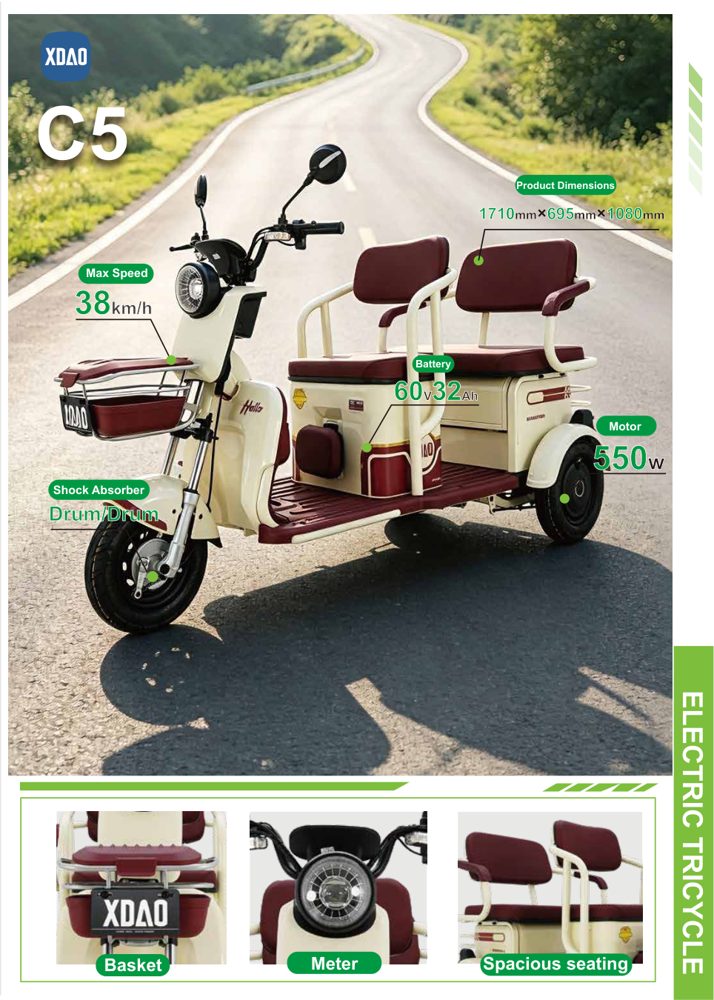 XDAO
C5
Product Dimensions
1710mm×695mm×1080mm
Max Speed
38km/h
Battery
60V32Ah
Hello
XDAO
Motor
550W
Shock Absorber
Drum/Drum
ELECTRIC TRICYCLE
XDAO
Basket
Meter
Spacious seating